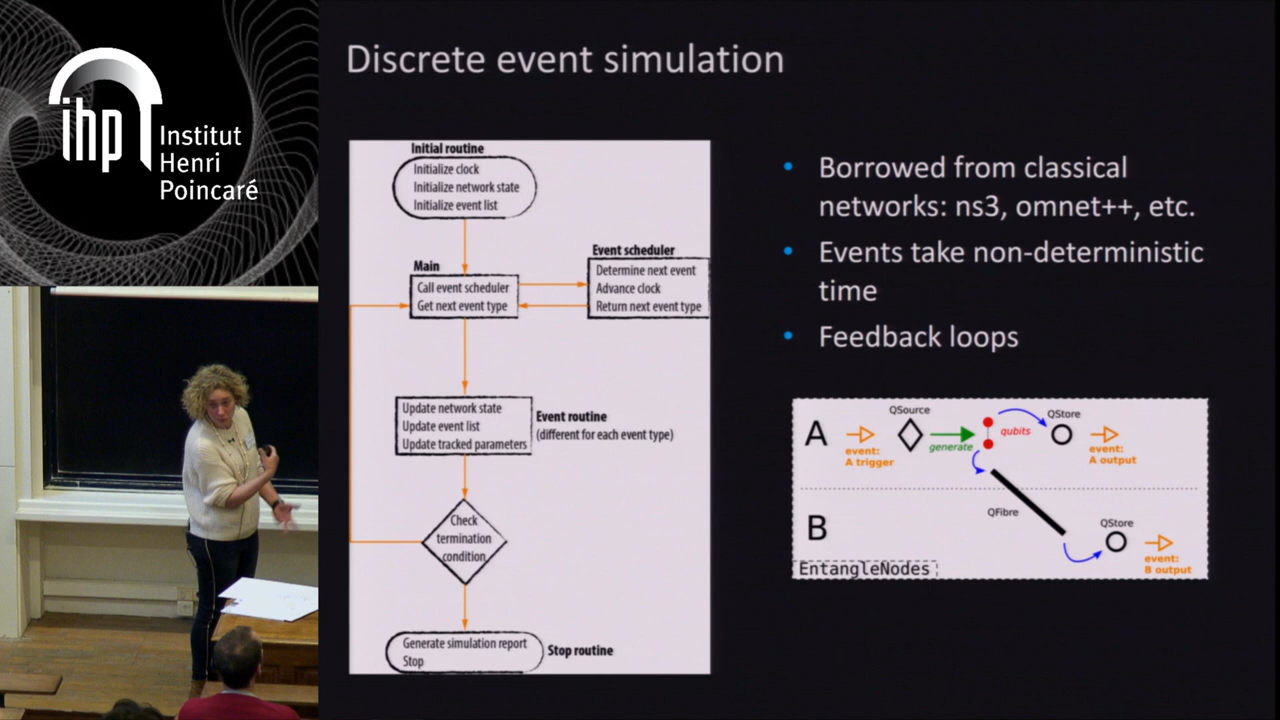 ihp
Institut
Henri
Poincaré
Discrete event simulation
Initial routine
Initialize clock
Initialize network state
Initialize event list
Main
Call event scheduler
Get next event type
Event scheduler
Determine next event
Advance clock
Return next event type
Update network state
Update event list
Update tracked parameters
Event routine
(different for each event type)
Check
termination
condition
Generate simulation report
Stop
Stop routine
• Borrowed from classical
networks: ns3, omnet++, etc.
• Events take non-deterministic
time
• Feedback loops
A
event:
A trigger
QSource
generate
qubits
QStore
event:
A output
B
QFibre
QStore
event:
B output
EntangleNodes